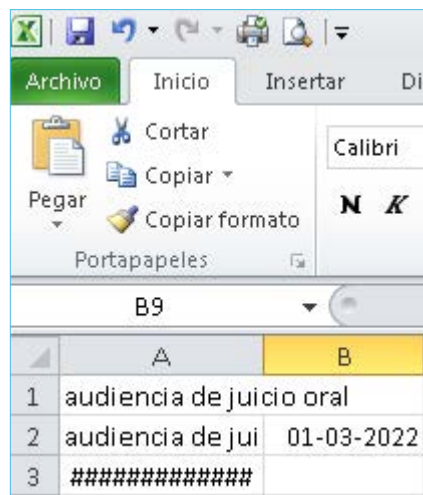 Archivo Inicio Insertar Di
Cortar
Calibri
Copiar
Pegar
N K
Copiar formato
Portapapeles
B9
A B
1 audiencia de juicio oral
2 audiencia de jui 01-03-2022
3 #############